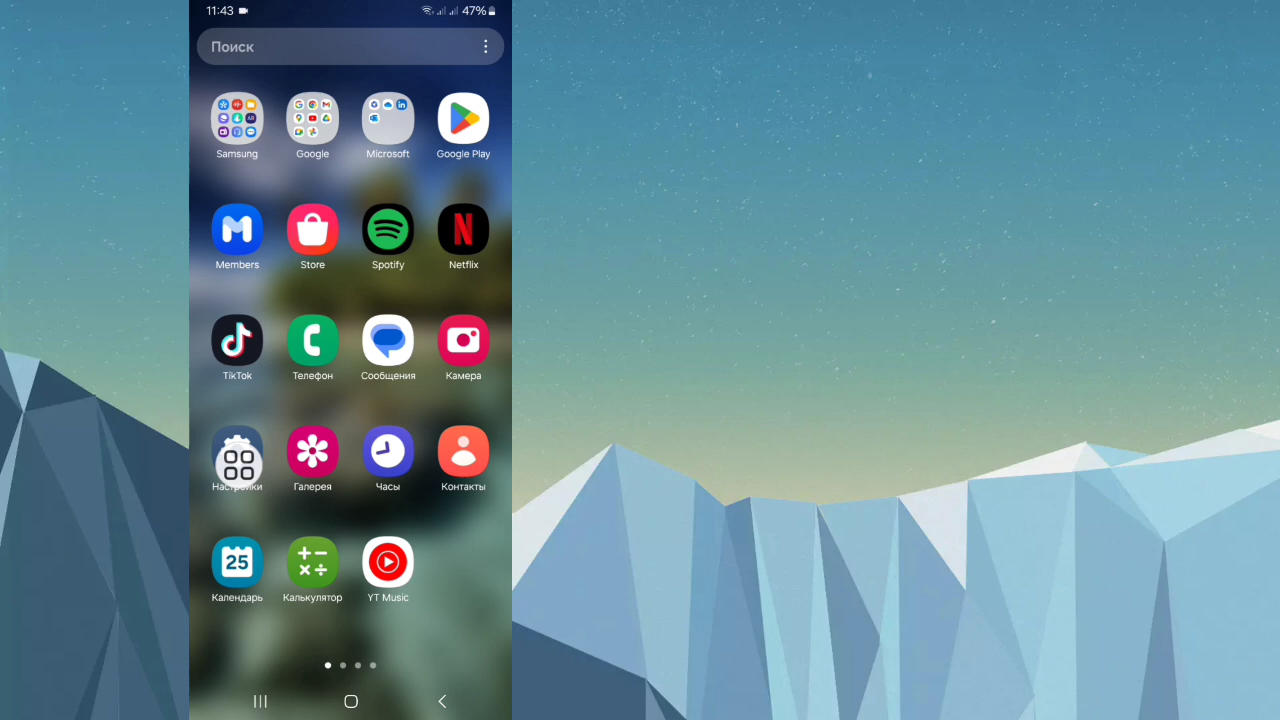 11:43 47%
Поиск
Samsung Google Microsoft Google Play
Members Store Spotify Netflix
TikTok Телефон Сообщения Камера
Настройки Галерея Часы Контакты
25
Календарь Калькулятор YT Music